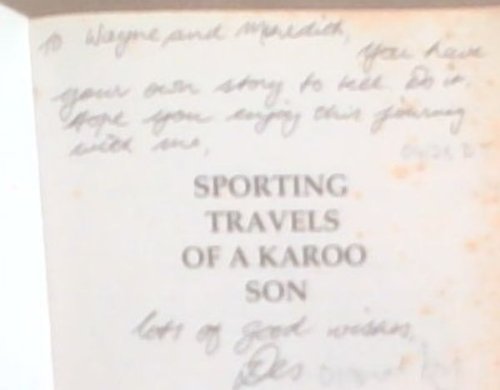 To Wayne and Meredith,
You have
your own story to tell. Do it.
Hope you enjoy this journey
with me,
SPORTING
TRAVELS
OF A KAROO
SON
lots of good wishes,
Des